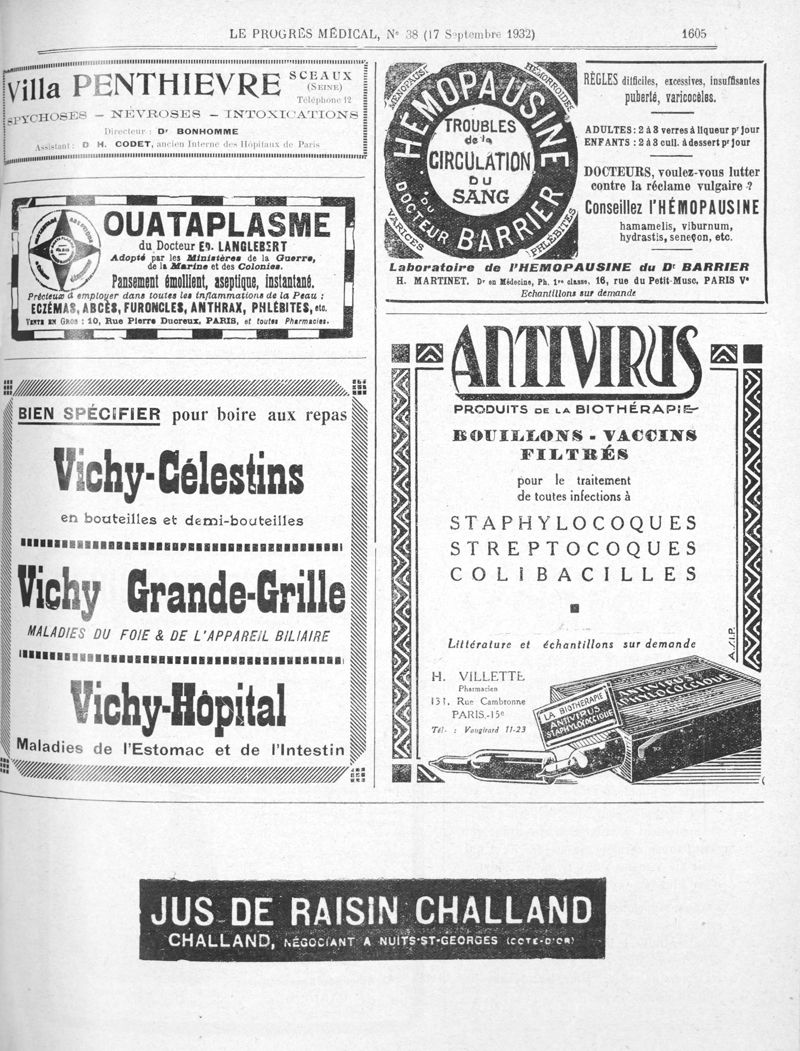 LE PROGRÈS MÉDICAL, N° 38 (17 Septembre 1932)
1605
Villa PENTHIEVRE SCEAUX
(SEINE)
Téléphone 12
SPYCHOSES — NÉVROSES — INTOXICATIONS
Directeur : Dr BONHOMME
Assistant : D H. CODET, ancien Interne des Hôpitaux de Paris
OUATAPLASME
du Docteur ED. LANGLEBERT
Adopté par les Ministères de la Guerre,
de la Marine et des Colonies.
Pansement émollient, aseptique, instantané.
Précieux à employer dans toutes les inflammations de la Peau :
ECZÉMAS, ABCÈS, FURONCLES, ANTHRAX, PHLÉBITES, etc.
VENTE EN GROS : 10, Rue Pierre Ducreux, PARIS, et toutes Pharmacies.
BIEN SPÉCIFIER pour boire aux repas
Vichy-Célestins
en bouteilles et demi-bouteilles
Vichy Grande-Grille
MALADIES DU FOIE & DE L'APPAREIL BILIAIRE
Vichy-Hôpital
Maladies de l'Estomac et de l'Intestin
MÉNOPAUSE
HÉMORROIDES
HÉMOPAUSINE
TROUBLES
de la
CIRCULATION
DU
SANG
DU
DOCTEUR BARRIER
VARICES
PHLÉBITES
RÈGLES difficiles, excessives, insuffisantes
puberté, varicocèles.
ADULTES : 2 à 3 verres à liqueur pr jour
ENFANTS : 2 à 3 cuil. à dessert pr jour
DOCTEURS, voulez-vous lutter
contre la réclame vulgaire ?
Conseillez l'HÉMOPAUSINE
hamamelis, viburnum,
hydrastis, seneçon, etc.
Laboratoire de l'HEMOPAUSINE du Dr BARRIER
H. MARTINET. Dr en Médecine, Ph. 1re classe. 16, rue du Petit-Musc. PARIS Ve
Echantillons sur demande
ANTIVIRUS
PRODUITS DE LA BIOTHÉRAPIE
BOUILLONS - VACCINS
FILTRÉS
pour le traitement
de toutes infections à
STAPHYLOCOQUES
STREPTOCOQUES
COLIBACILLES
Littérature et échantillons sur demande
A.S.I.P.
H. VILLETTE
Pharmacien
131, Rue Cambronne
PARIS.-15e
Tél- : Vaugirard 11-23
LA BIOTHÉRAPIE
ANTIVIRUS
STAPHYLOCOCCIQUE
ANTIVIRUS
JUS DE RAISIN CHALLAND
CHALLAND, NÉGOCIANT A NUITS-ST-GEORGES (COTE-D'OR)